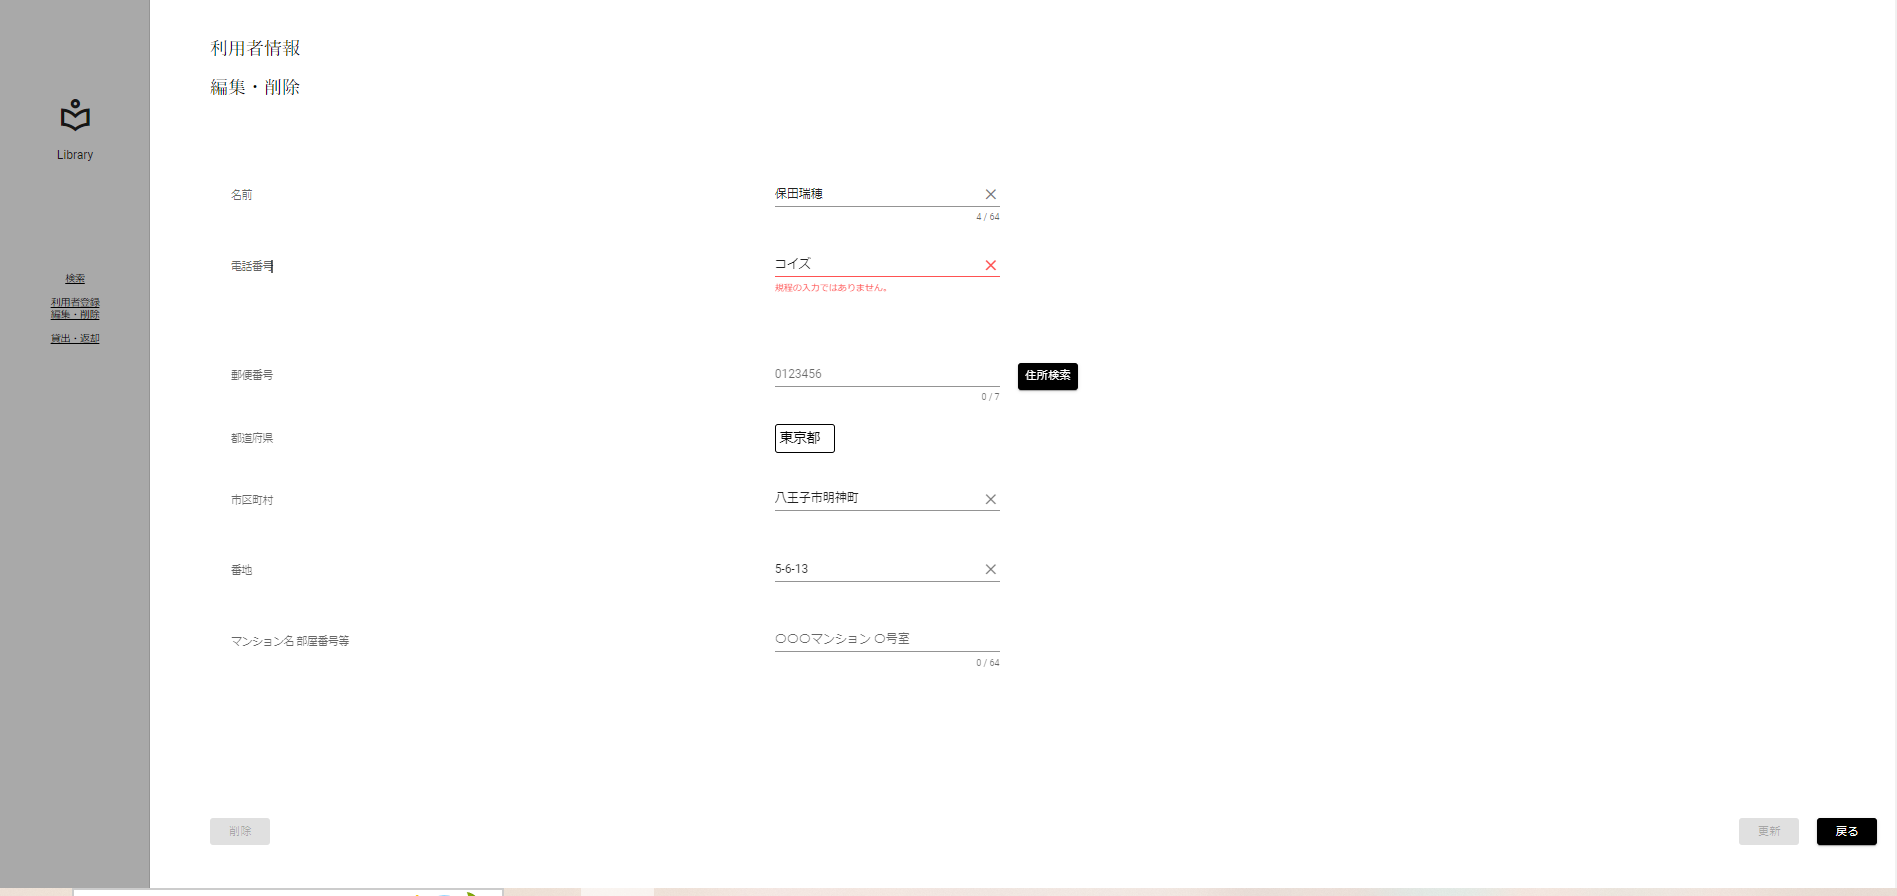 利用者情報
編集・削除
Library
検索
利用者登録
編集・削除
貸出・返却
名前
保田瑞穂
4 / 64
電話番号
コイズ
規程の入力ではありません。
郵便番号
0123456
住所検索
0 / 7
都道府県
東京都
市区町村
八王子市明神町
番地
5-6-13
マンション名 部屋番号等
〇〇〇マンション 〇号室
0 / 64
削除
更新
戻る